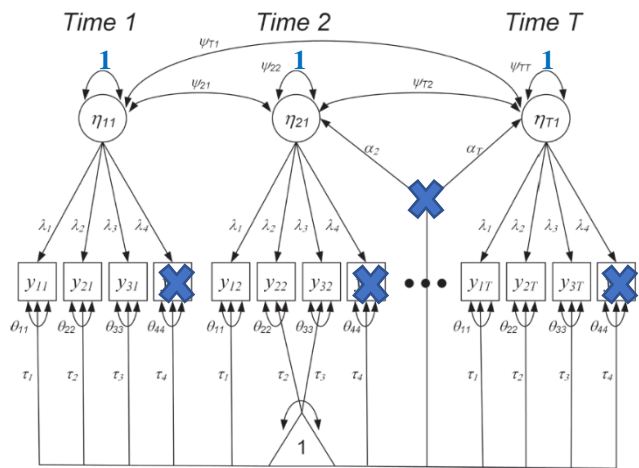 Time 1 Time 2 Time T
ψT1
1 1 1
ψ21 ψ22 ψT2 ψTT
η11 η21 ηT1
α2 αT
λ1 λ2 λ3 λ4 λ1 λ2 λ3 λ4 λ1 λ2 λ3 λ4
y11 y21 y31 y12 y22 y32 y1T y2T y3T
θ11 θ22 θ33 θ44 θ11 θ22 θ33 θ44 θ11 θ22 θ33 θ44
τ1 τ2 τ3 τ4 τ1 τ2 τ3 τ4 τ1 τ2 τ3 τ4
1